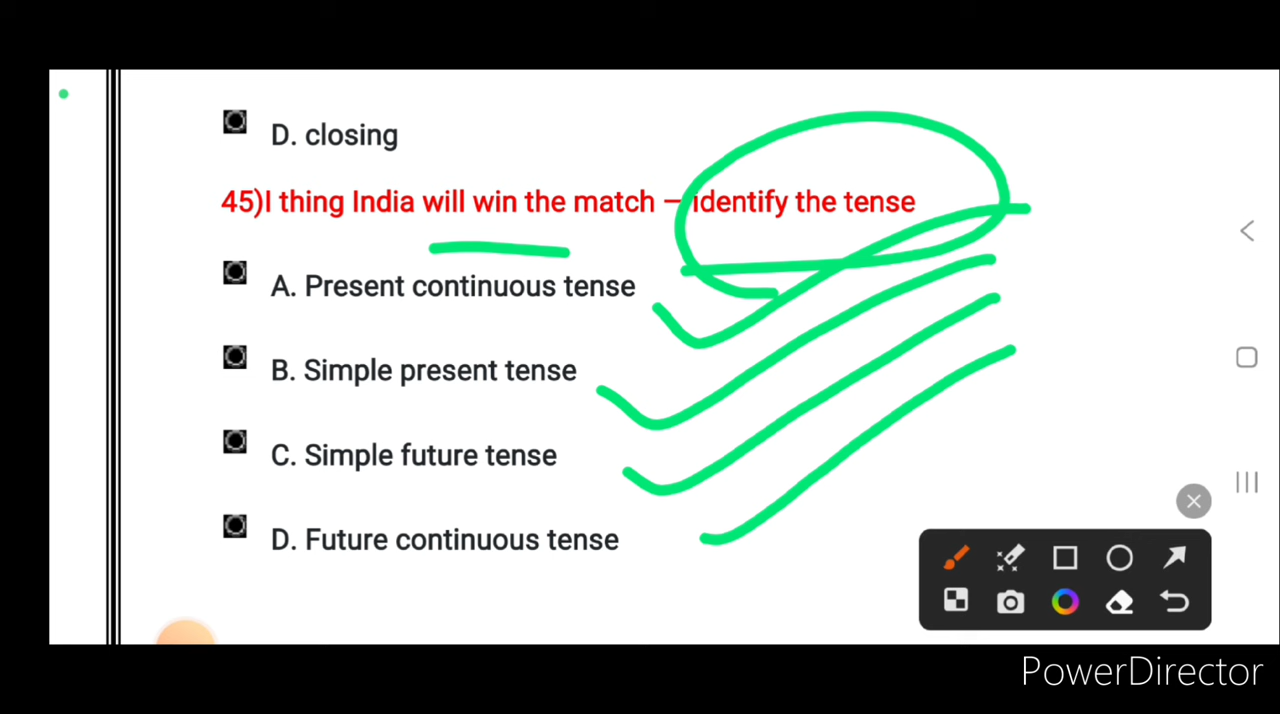 D. closing
45)I thing India will win the match – identify the tense
A. Present continuous tense
B. Simple present tense
C. Simple future tense
D. Future continuous tense
PowerDirector